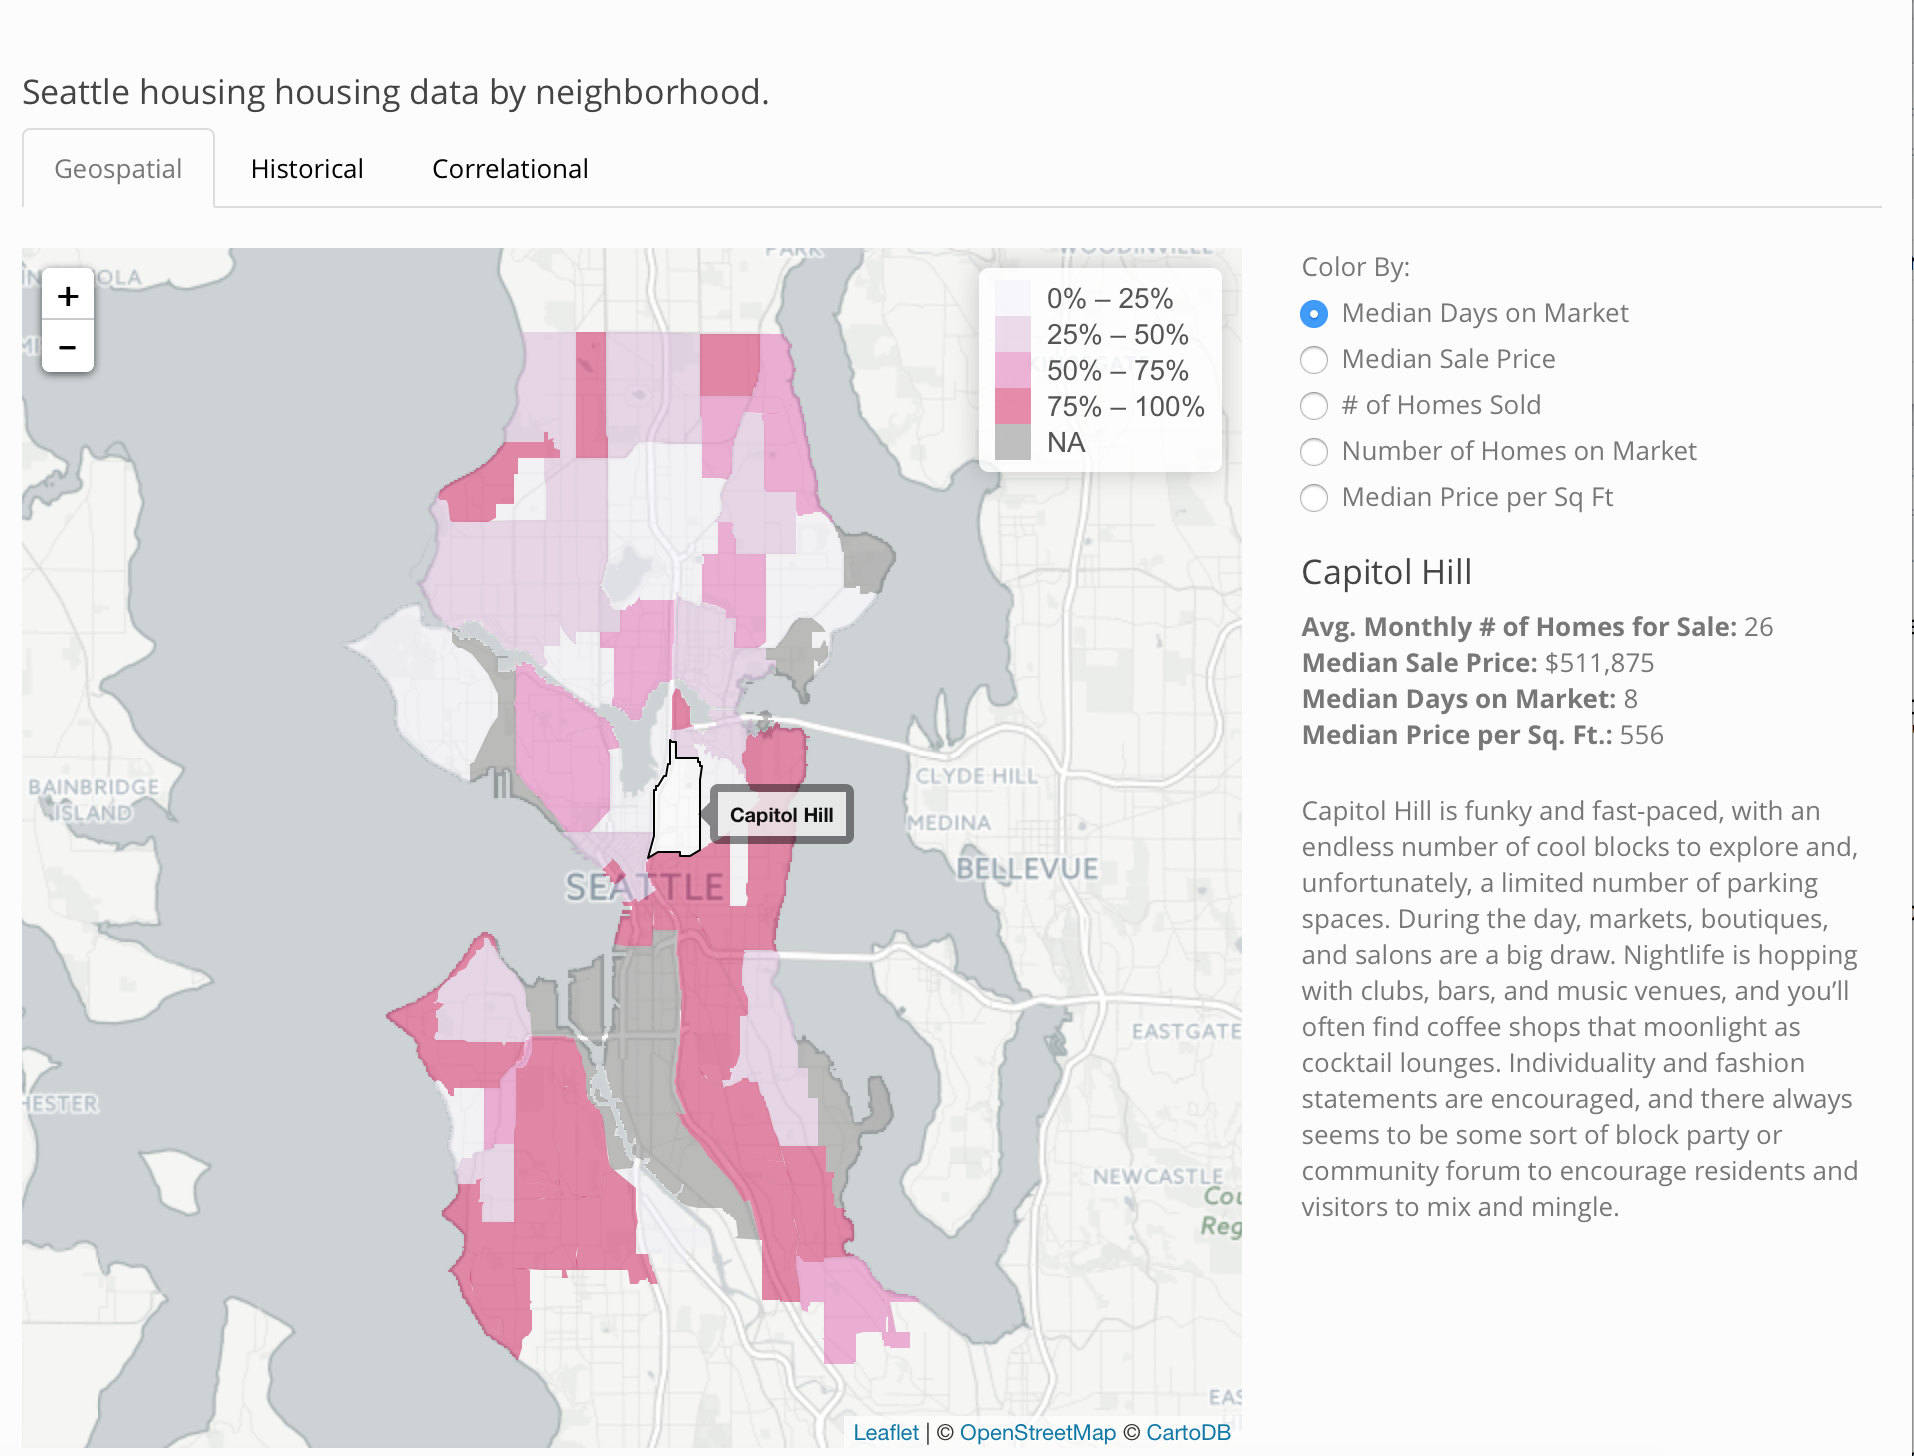 Seattle housing housing data by neighborhood.
Geospatial
Historical
Correlational
+
−
PARK
0% – 25%
25% – 50%
50% – 75%
75% – 100%
NA
BAINBRIDGE
ISLAND
Capitol Hill
CLYDE HILL
MEDINA
BELLEVUE
SEATTLE
EASTGATE
NEWCASTLE
Leaflet | © OpenStreetMap © CartoDB
Color By:
Median Days on Market
Median Sale Price
# of Homes Sold
Number of Homes on Market
Median Price per Sq Ft
Capitol Hill
Avg. Monthly # of Homes for Sale: 26
Median Sale Price: $511,875
Median Days on Market: 8
Median Price per Sq. Ft.: 556
Capitol Hill is funky and fast-paced, with an
endless number of cool blocks to explore and,
unfortunately, a limited number of parking
spaces. During the day, markets, boutiques,
and salons are a big draw. Nightlife is hopping
with clubs, bars, and music venues, and you’ll
often find coffee shops that moonlight as
cocktail lounges. Individuality and fashion
statements are encouraged, and there always
seems to be some sort of block party or
community forum to encourage residents and
visitors to mix and mingle.